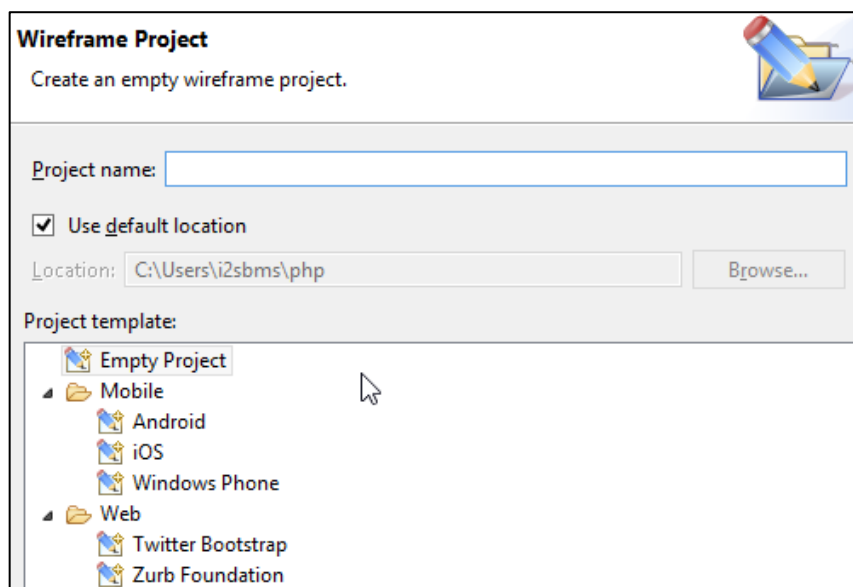 Wireframe Project
Create an empty wireframe project.
Project name:
Use default location
Location: C:\Users\i2sbms\php Browse...
Project template:
Empty Project
Mobile
Android
iOS
Windows Phone
Web
Twitter Bootstrap
Zurb Foundation